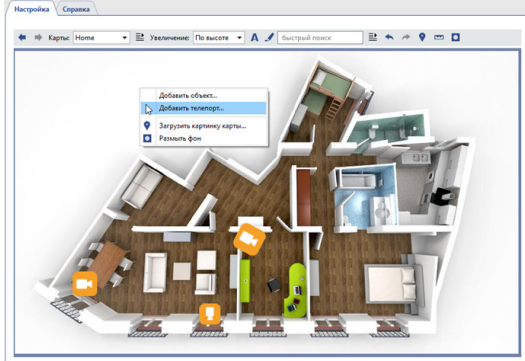 Настройка Справка
Карты: Home Увеличение: По высоте А быстрый поиск
Добавить объект...
Добавить телепорт...
Загрузить картинку карты...
Размыть фон